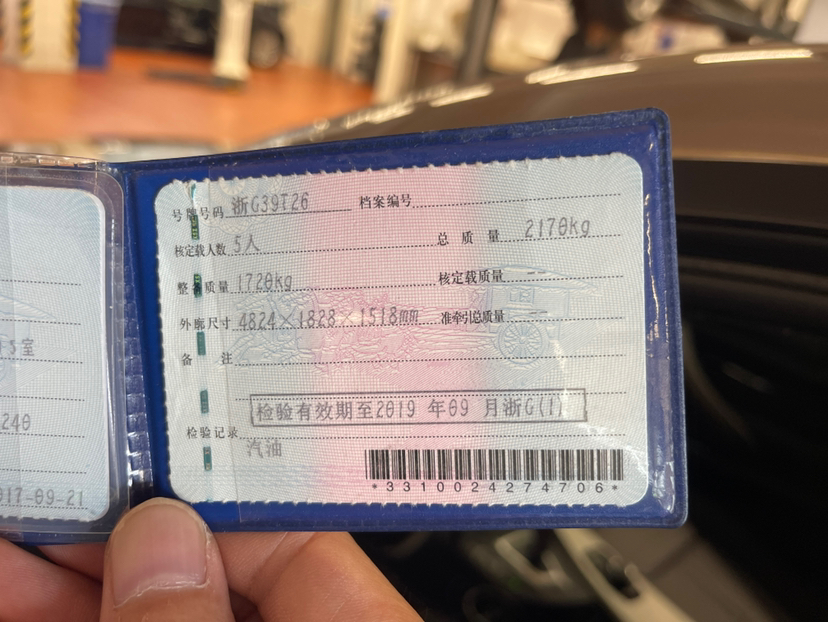 号牌号码 浙G39T26 档案编号
核定载人数 5人 总质量 2170kg
整备质量 1720kg 核定载质量 --
外廓尺寸 4824×1828×1518mm 准牵引总质量 --
备注
检验有效期至2019年09月浙G(1)
检验记录
汽油
*3310024274706*
室
240
017-09-21